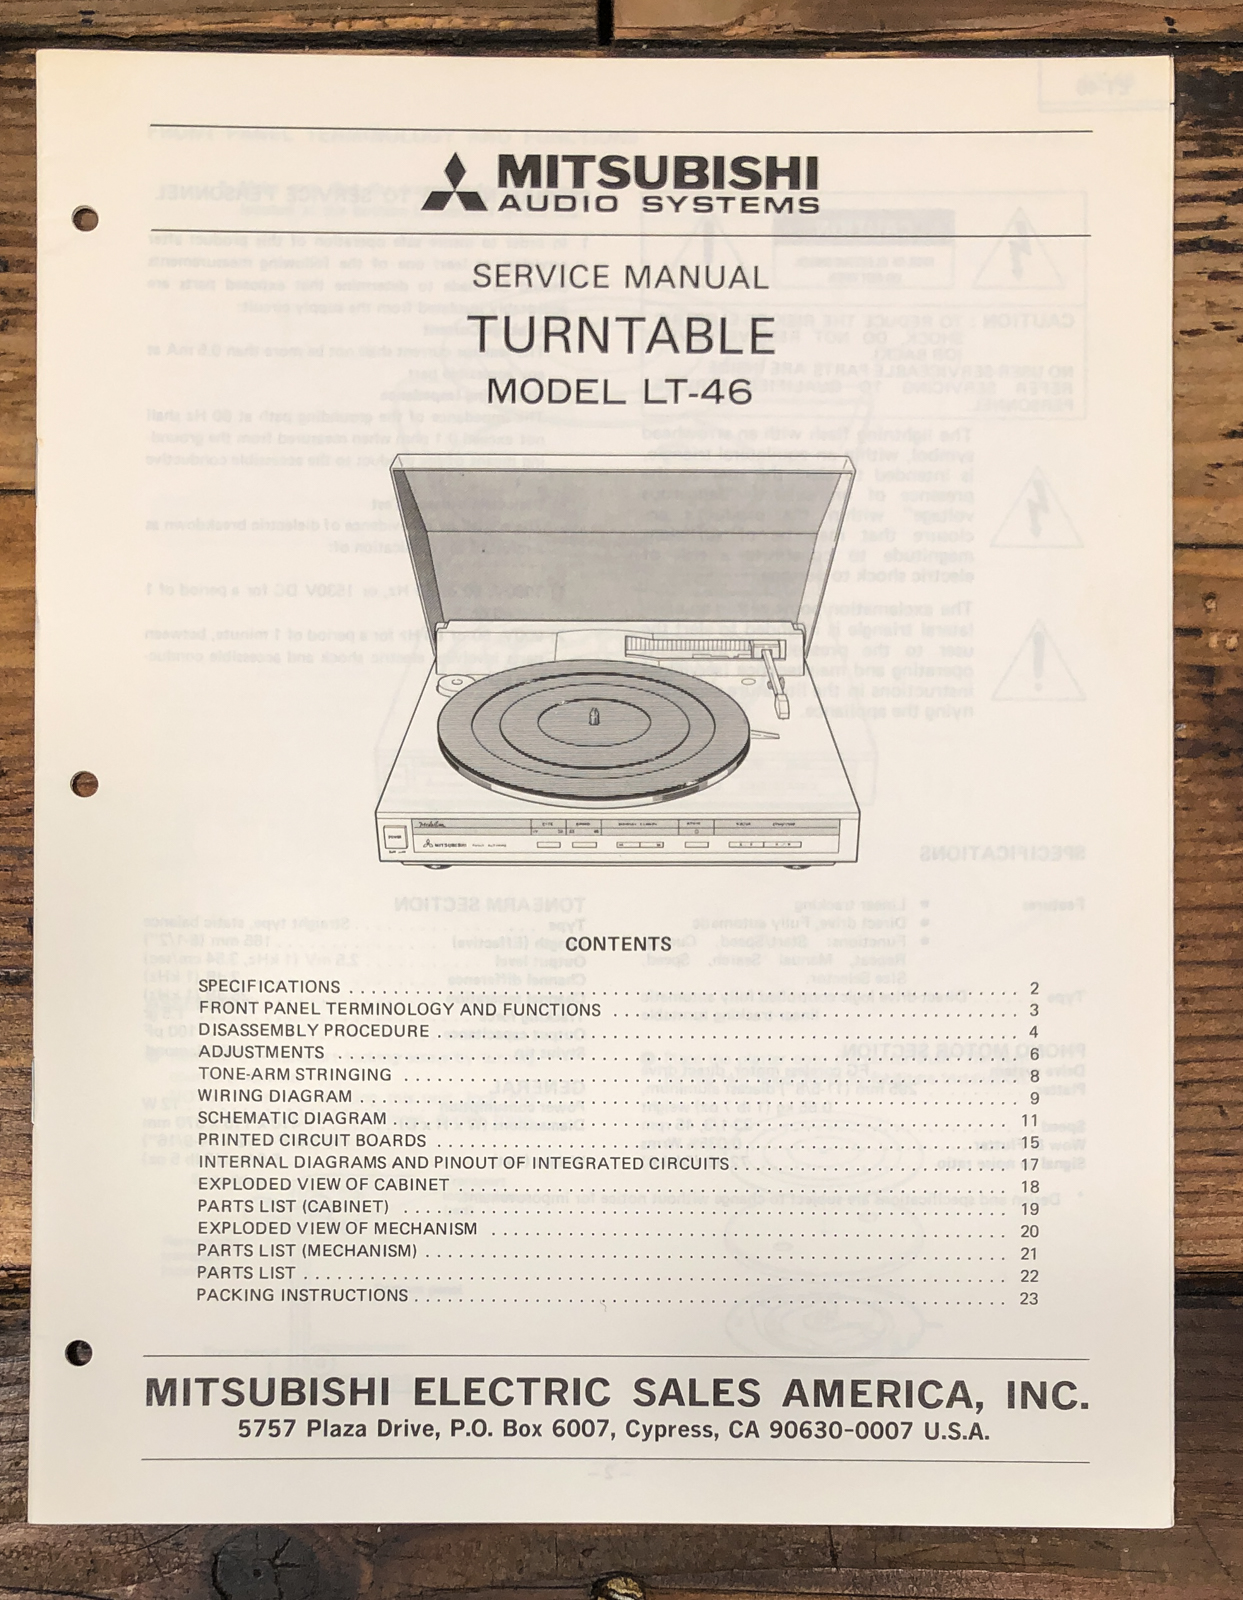 MITSUBISHI
AUDIO SYSTEMS
SERVICE MANUAL
TURNTABLE
MODEL LT-46
POWER
MITSUBISHI
CONTENTS
SPECIFICATIONS . . . . . . . . . . 2
FRONT PANEL TERMINOLOGY AND FUNCTIONS . . . . . . . . . . 3
DISASSEMBLY PROCEDURE . . . . . . . . . . 4
ADJUSTMENTS . . . . . . . . . . 6
TONE-ARM STRINGING . . . . . . . . . . 8
WIRING DIAGRAM . . . . . . . . . . 9
SCHEMATIC DIAGRAM . . . . . . . . . . 11
PRINTED CIRCUIT BOARDS . . . . . . . . . . 15
INTERNAL DIAGRAMS AND PINOUT OF INTEGRATED CIRCUITS . . . . . . . . . . 17
EXPLODED VIEW OF CABINET . . . . . . . . . . 18
PARTS LIST (CABINET) . . . . . . . . . . 19
EXPLODED VIEW OF MECHANISM . . . . . . . . . . 20
PARTS LIST (MECHANISM) . . . . . . . . . . 21
PARTS LIST . . . . . . . . . . 22
PACKING INSTRUCTIONS . . . . . . . . . . 23
MITSUBISHI ELECTRIC SALES AMERICA, INC.
5757 Plaza Drive, P.O. Box 6007, Cypress, CA 90630-0007 U.S.A.